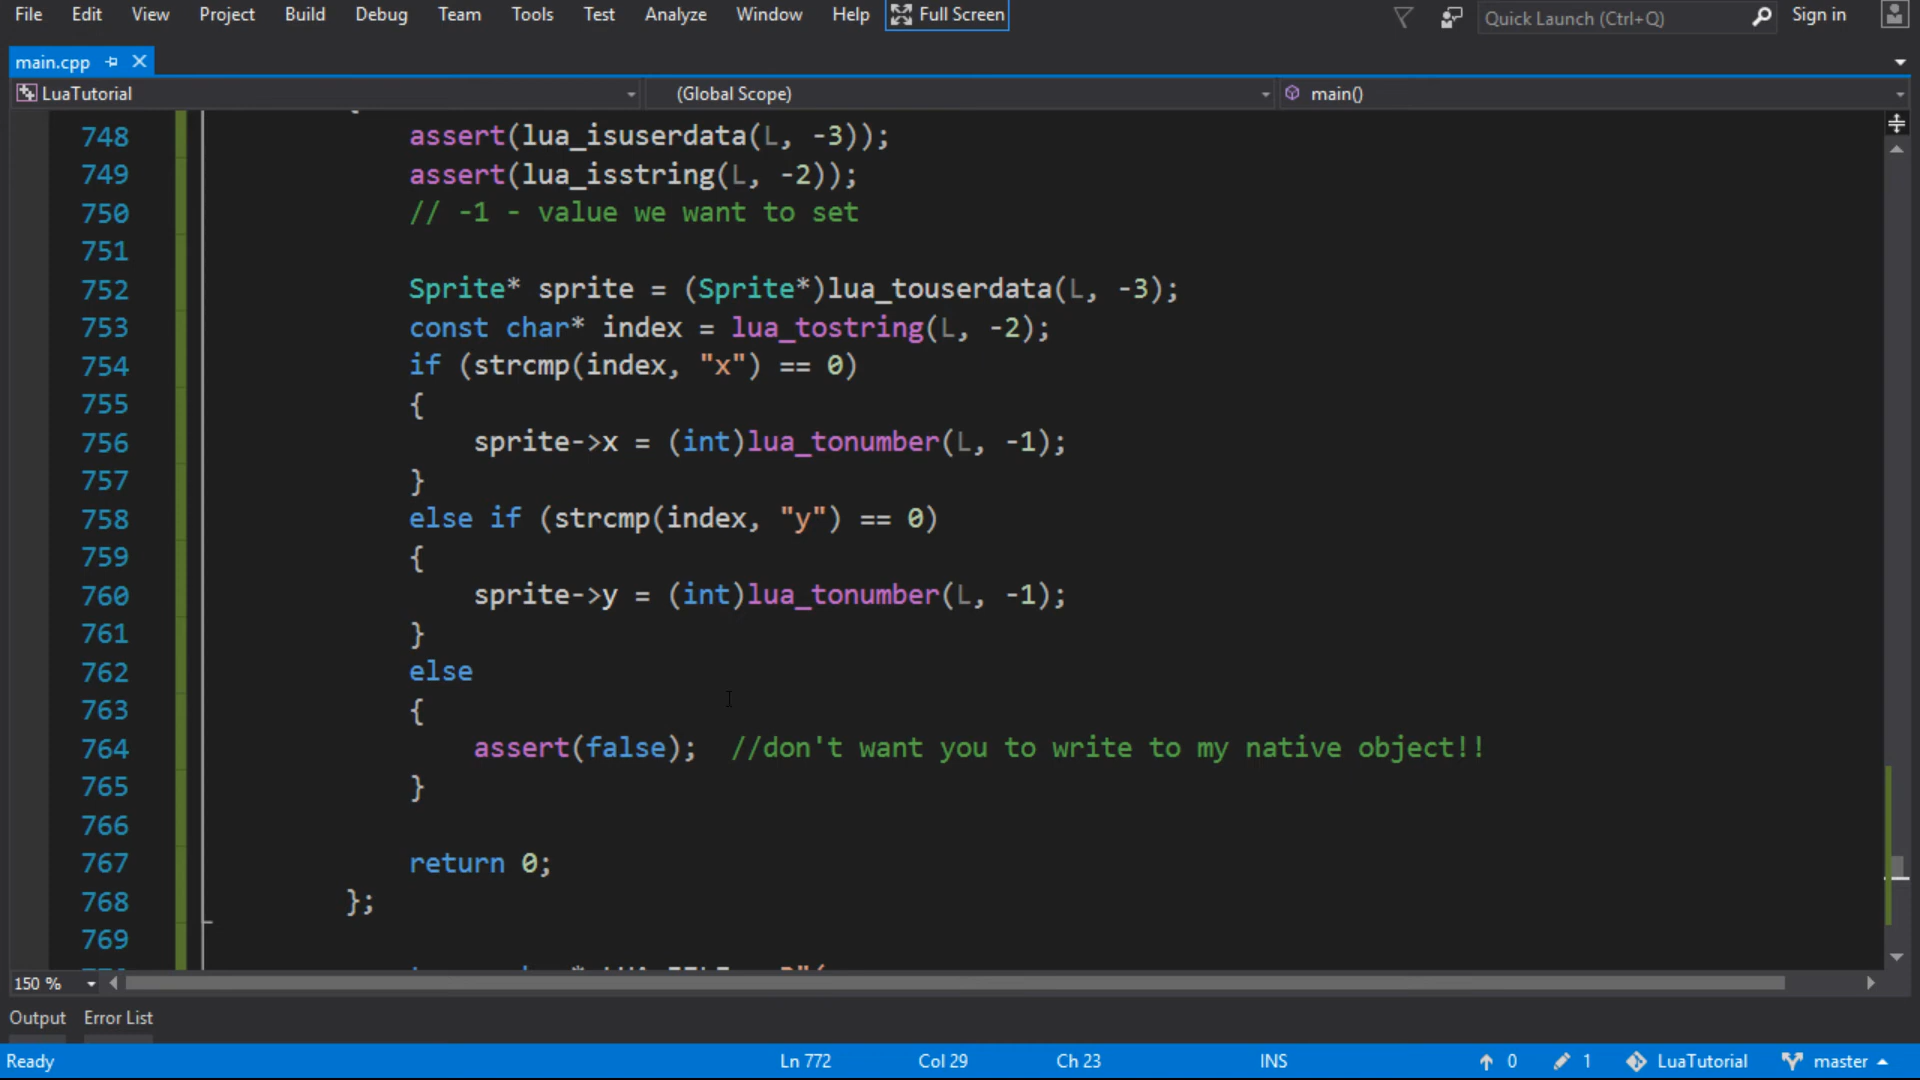 File Edit View Project Build Debug Team Tools Test Analyze Window Help Full Screen Quick Launch (Ctrl+Q) Sign in
main.cpp
LuaTutorial (Global Scope) main()
748 assert(lua_isuserdata(L, -3));
749 assert(lua_isstring(L, -2));
750 // -1 - value we want to set
751
752 Sprite* sprite = (Sprite*)lua_touserdata(L, -3);
753 const char* index = lua_tostring(L, -2);
754 if (strcmp(index, "x") == 0)
755 {
756 sprite->x = (int)lua_tonumber(L, -1);
757 }
758 else if (strcmp(index, "y") == 0)
759 {
760 sprite->y = (int)lua_tonumber(L, -1);
761 }
762 else
763 {
764 assert(false); //don't want you to write to my native object!!
765 }
766
767 return 0;
768 };
769
150 %
Output Error List
Ready Ln 772 Col 29 Ch 23 INS 0 1 LuaTutorial master